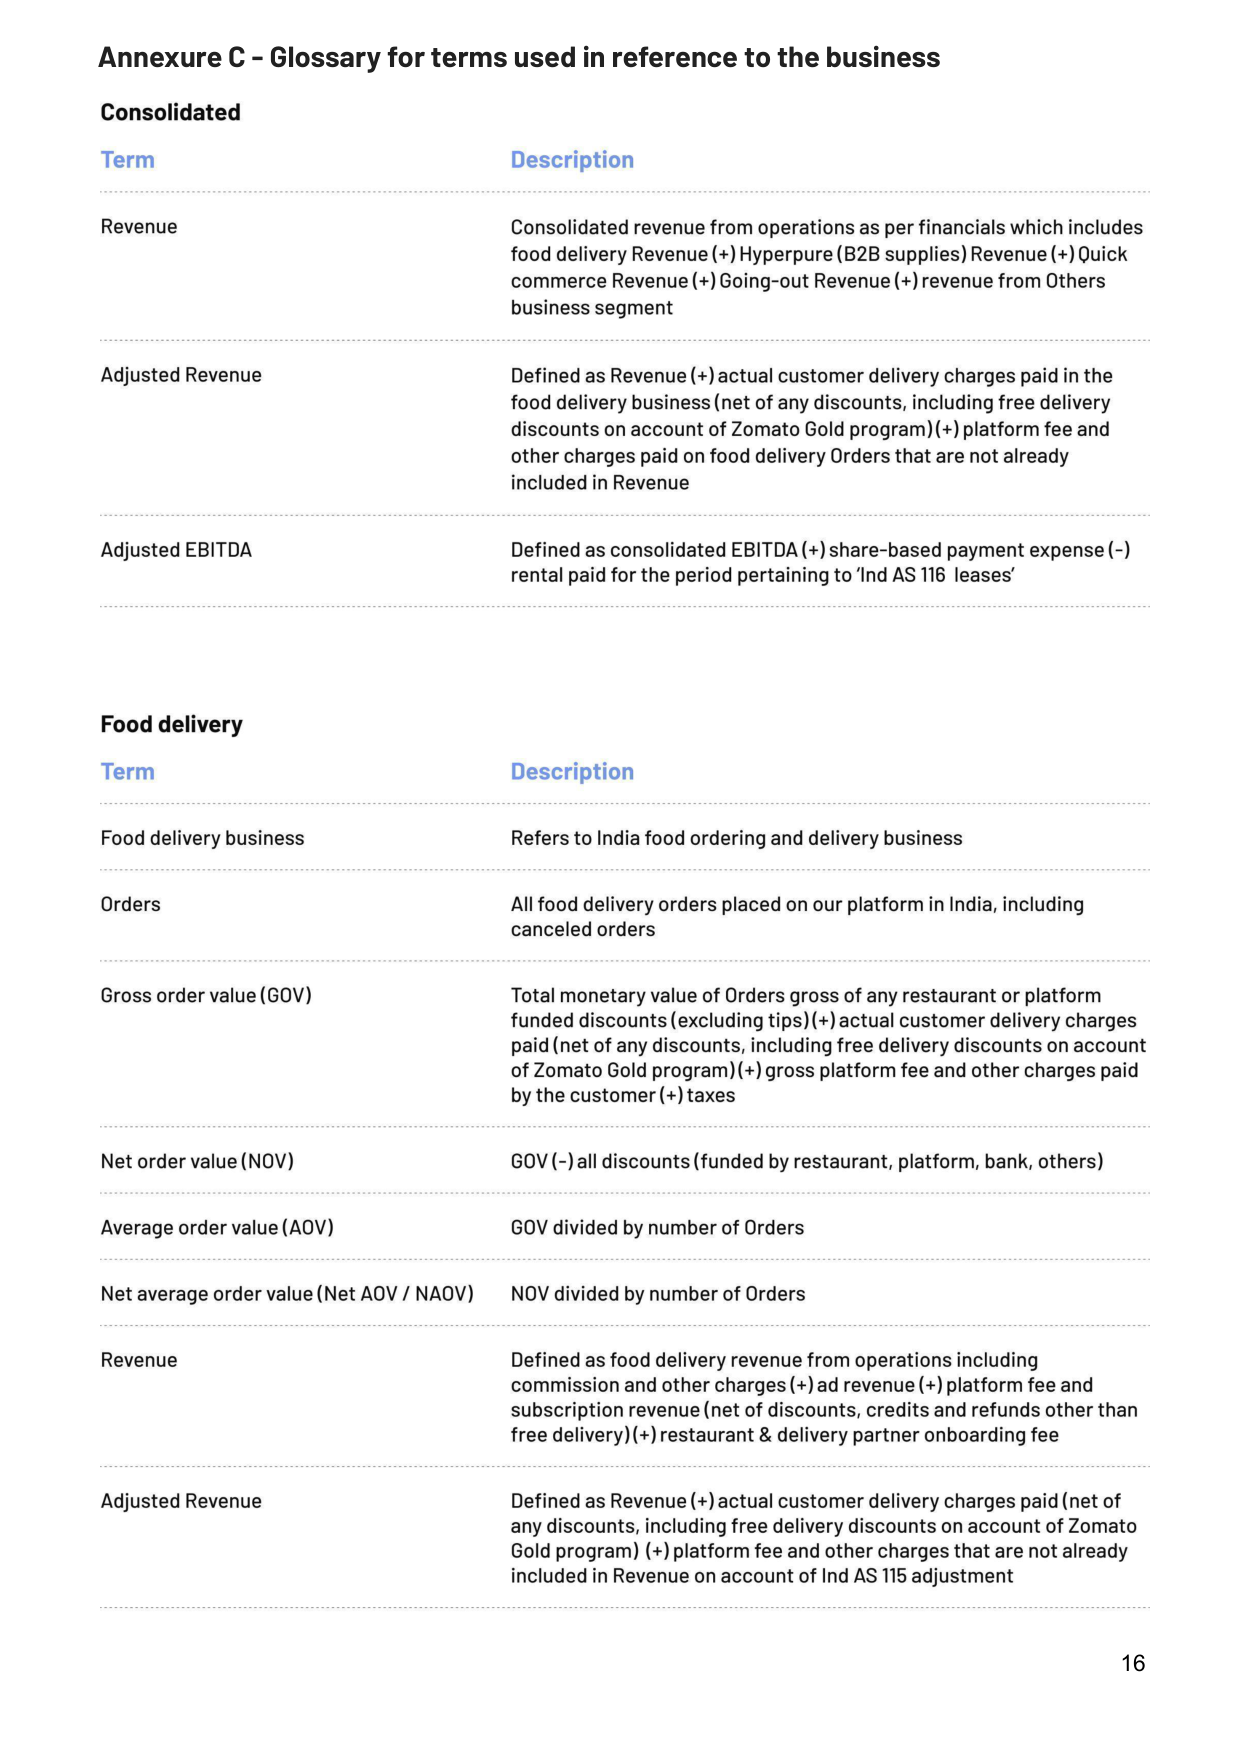 Annexure C - Glossary for terms used in reference to the business
Consolidated
Term Description
Revenue Consolidated revenue from operations as per financials which includes
food delivery Revenue (+) Hyperpure (B2B supplies) Revenue (+) Quick
commerce Revenue (+) Going-out Revenue (+) revenue from Others
business segment
Adjusted Revenue Defined as Revenue (+) actual customer delivery charges paid in the
food delivery business (net of any discounts, including free delivery
discounts on account of Zomato Gold program) (+) platform fee and
other charges paid on food delivery Orders that are not already
included in Revenue
Adjusted EBITDA Defined as consolidated EBITDA (+) share-based payment expense (-)
rental paid for the period pertaining to ‘Ind AS 116 leases’
Food delivery
Term Description
Food delivery business Refers to India food ordering and delivery business
Orders All food delivery orders placed on our platform in India, including
canceled orders
Gross order value (GOV) Total monetary value of Orders gross of any restaurant or platform
funded discounts (excluding tips) (+) actual customer delivery charges
paid (net of any discounts, including free delivery discounts on account
of Zomato Gold program) (+) gross platform fee and other charges paid
by the customer (+) taxes
Net order value (NOV) GOV (-) all discounts (funded by restaurant, platform, bank, others)
Average order value (AOV) GOV divided by number of Orders
Net average order value (Net AOV / NAOV) NOV divided by number of Orders
Revenue Defined as food delivery revenue from operations including
commission and other charges (+) ad revenue (+) platform fee and
subscription revenue (net of discounts, credits and refunds other than
free delivery) (+) restaurant & delivery partner onboarding fee
Adjusted Revenue Defined as Revenue (+) actual customer delivery charges paid (net of
any discounts, including free delivery discounts on account of Zomato
Gold program) (+) platform fee and other charges that are not already
included in Revenue on account of Ind AS 115 adjustment
16